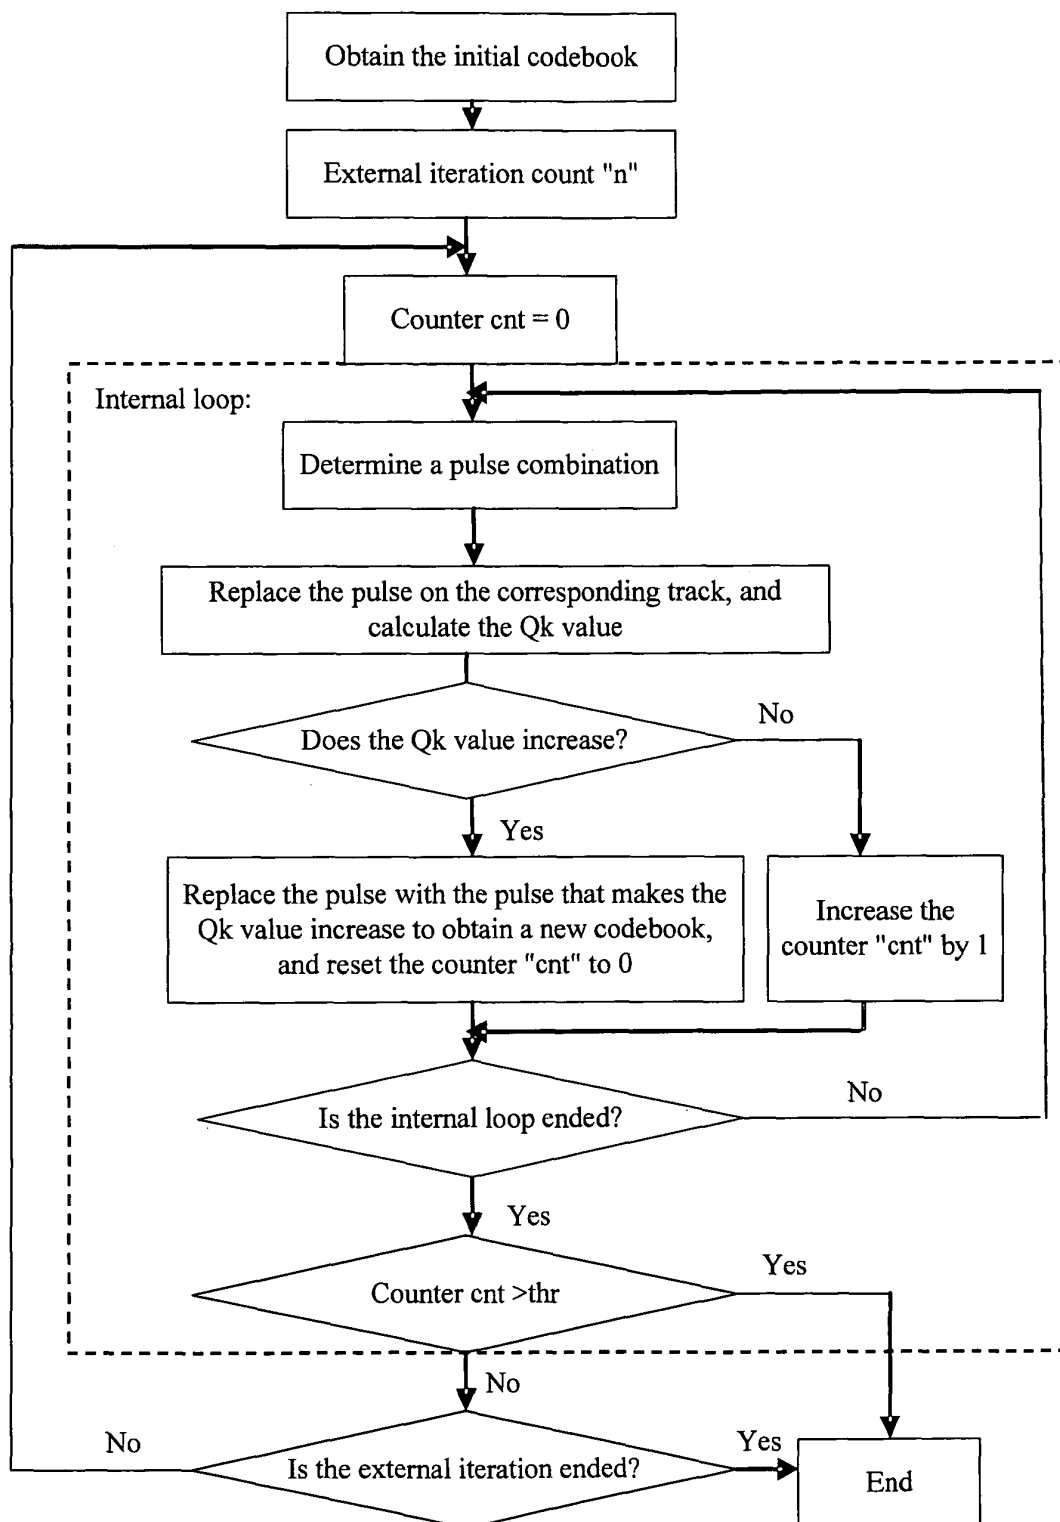 Obtain the initial codebook
External iteration count "n"
Counter cnt = 0
Internal loop:
Determine a pulse combination
Replace the pulse on the corresponding track, and
calculate the Qk value
Does the Qk value increase?
No
Yes
Replace the pulse with the pulse that makes the
Qk value increase to obtain a new codebook,
and reset the counter "cnt" to 0
Increase the
counter "cnt" by 1
Is the internal loop ended?
No
Yes
Counter cnt >thr
Yes
No
Is the external iteration ended?
No
Yes
End